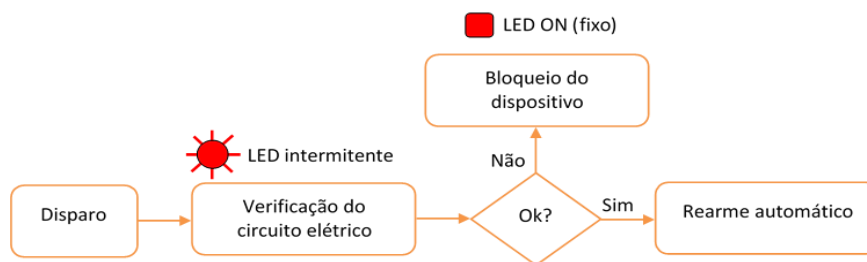 LED ON (fixo)
Bloqueio do
dispositivo
LED intermitente
Não
Disparo
Verificação do
circuito elétrico
Ok?
Sim
Rearme automático